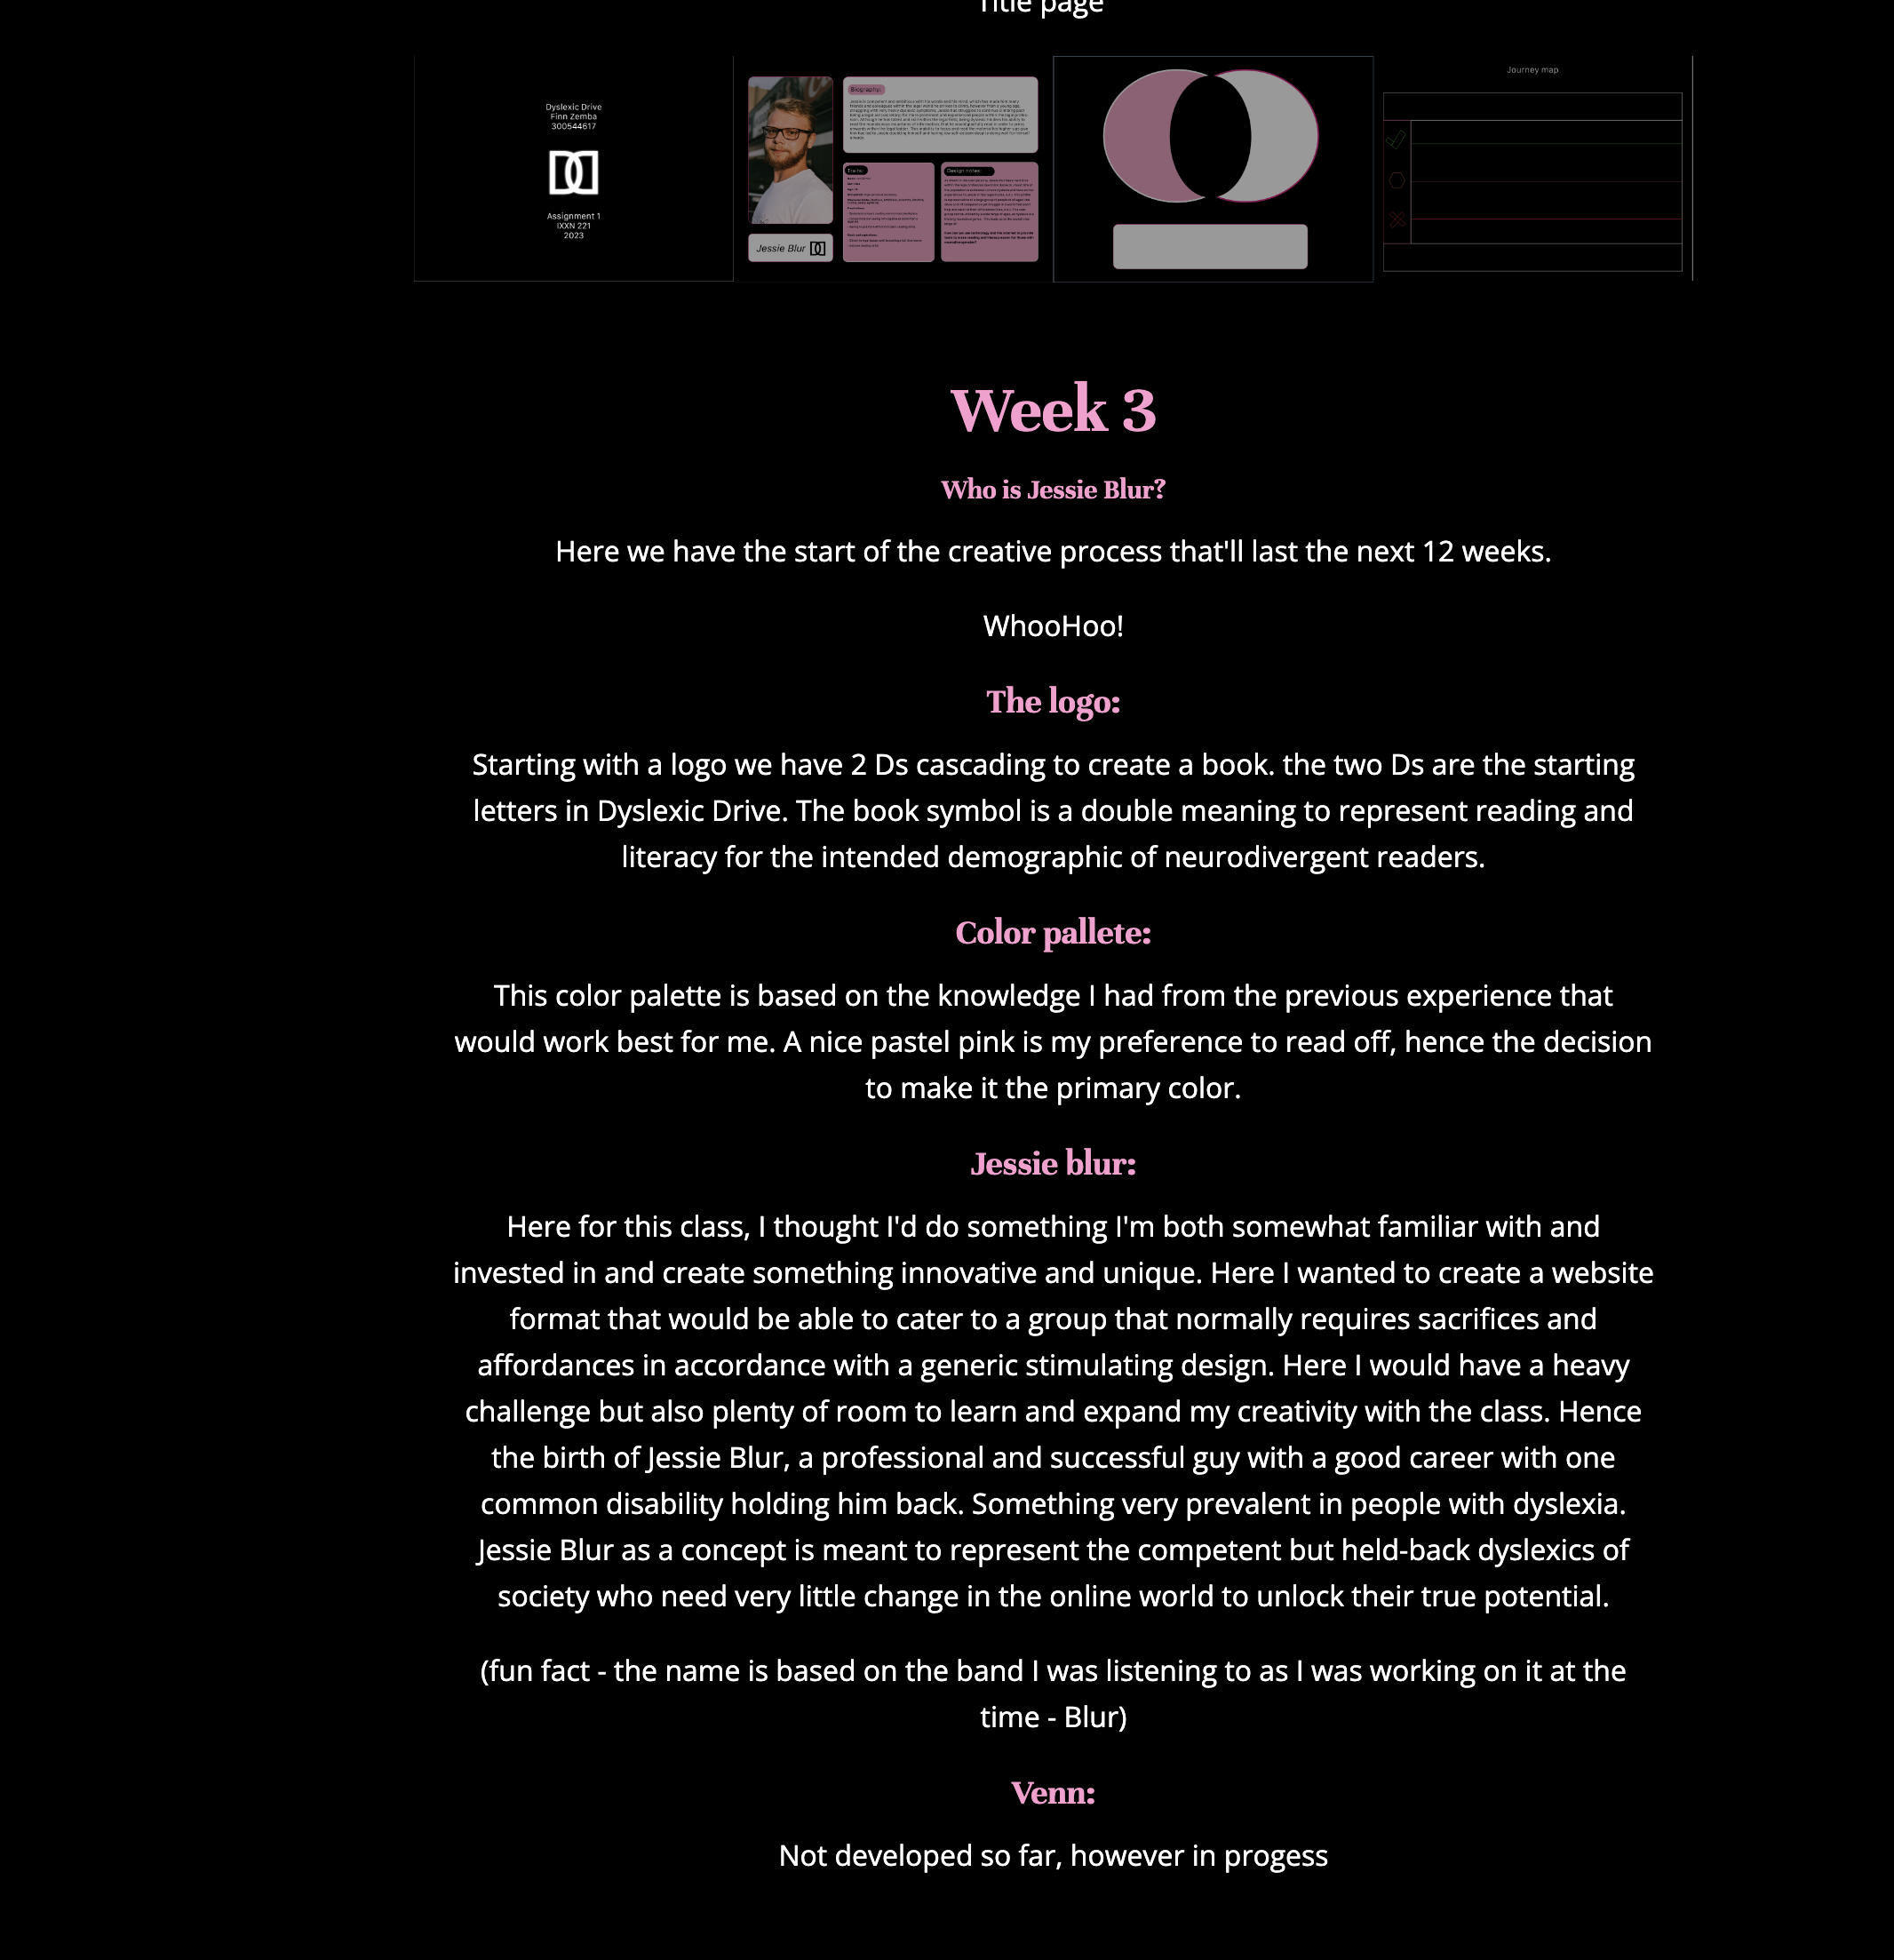 Title page
Dyslexic Drive
Finn Zemba
300544617
Assignment 1
IXXN 221
2023
Biography:
Jessie Blur
Traits:
Design notes:
Journey map
Week 3
Who is Jessie Blur?
Here we have the start of the creative process that'll last the next 12 weeks.
WhooHoo!
The logo:
Starting with a logo we have 2 Ds cascading to create a book. the two Ds are the starting
letters in Dyslexic Drive. The book symbol is a double meaning to represent reading and
literacy for the intended demographic of neurodivergent readers.
Color pallete:
This color palette is based on the knowledge I had from the previous experience that
would work best for me. A nice pastel pink is my preference to read off, hence the decision
to make it the primary color.
Jessie blur:
Here for this class, I thought I'd do something I'm both somewhat familiar with and
invested in and create something innovative and unique. Here I wanted to create a website
format that would be able to cater to a group that normally requires sacrifices and
affordances in accordance with a generic stimulating design. Here I would have a heavy
challenge but also plenty of room to learn and expand my creativity with the class. Hence
the birth of Jessie Blur, a professional and successful guy with a good career with one
common disability holding him back. Something very prevalent in people with dyslexia.
Jessie Blur as a concept is meant to represent the competent but held-back dyslexics of
society who need very little change in the online world to unlock their true potential.
(fun fact - the name is based on the band I was listening to as I was working on it at the
time - Blur)
Venn:
Not developed so far, however in progess